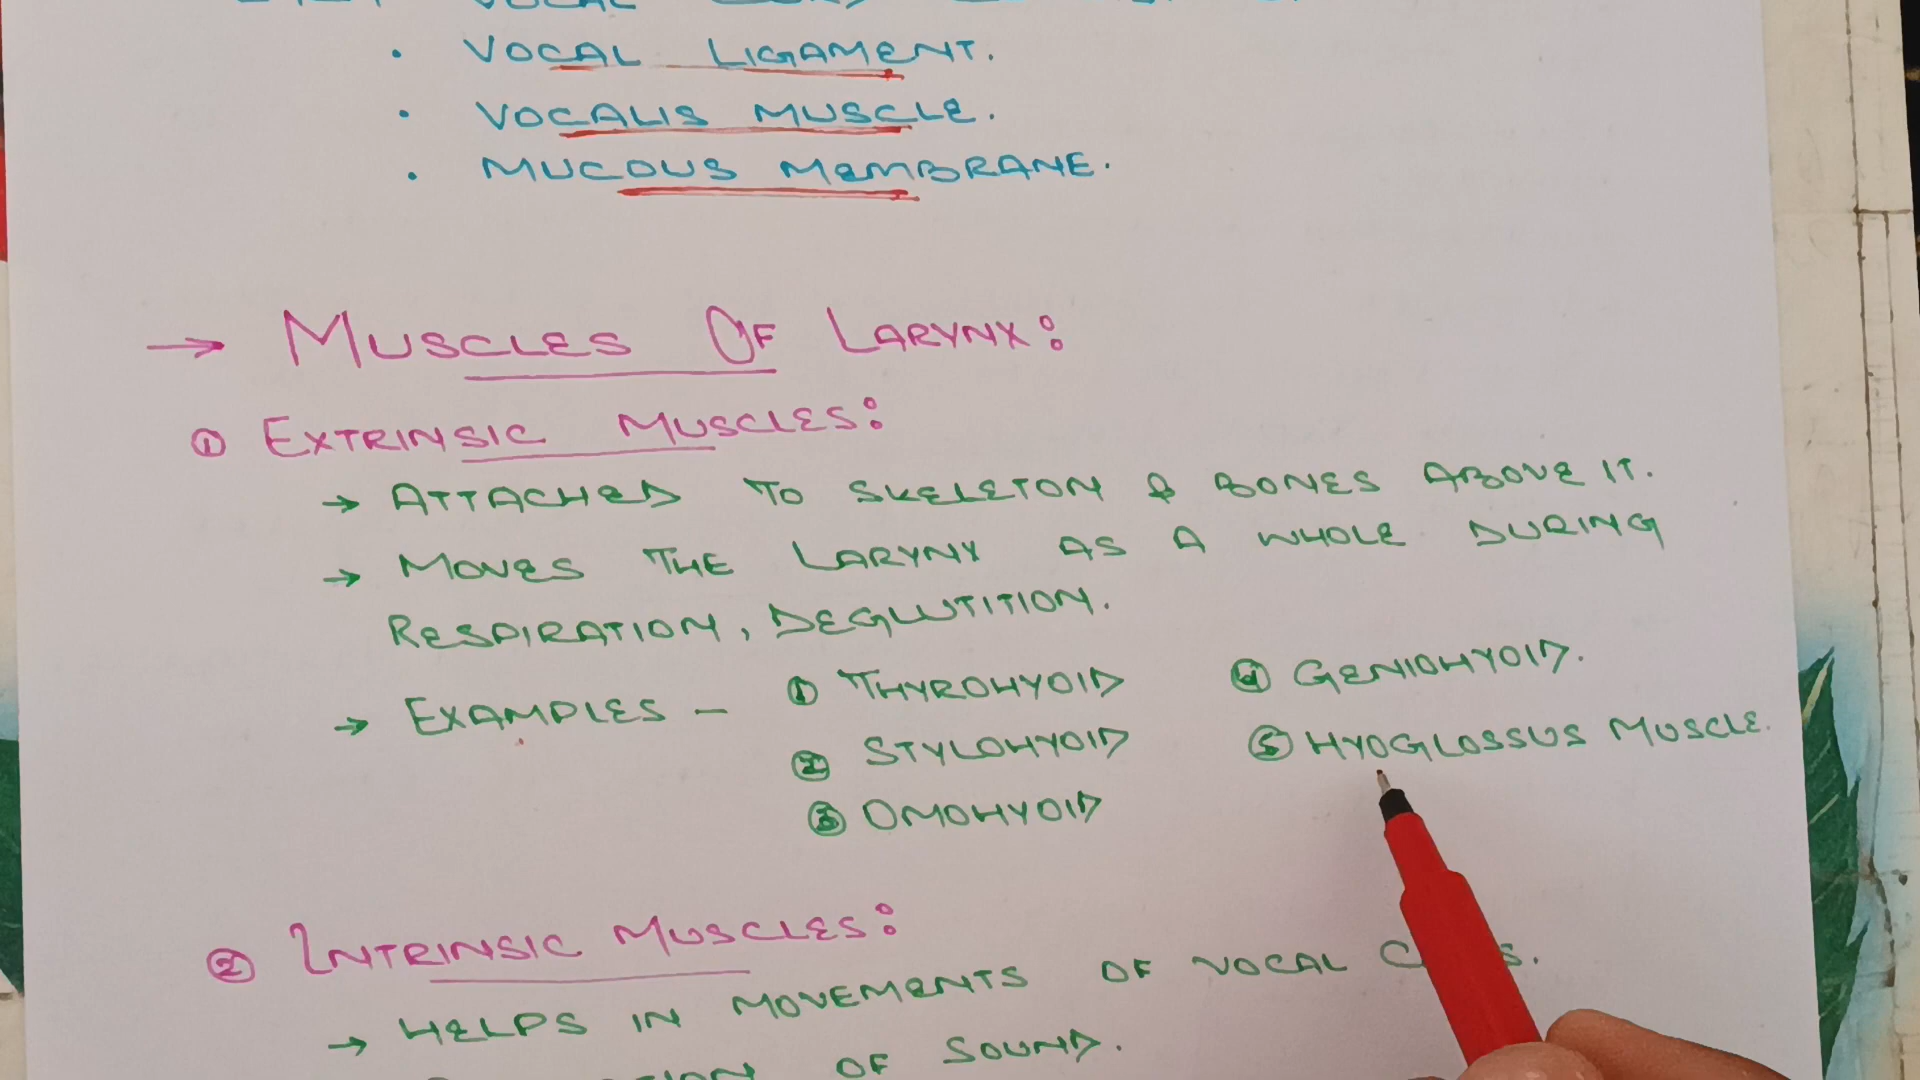 VOCAL
• VOCAL LIGAMENT.
• VOCALIS MUSCLE.
• MUCOUS MEMBRANE.
→ MUSCLES OF LARYNX:
① EXTRINSIC MUSCLES:
→ ATTACHED TO SKELETON & BONES ABOVE IT.
→ MOVES THE LARYNX AS A WHOLE DURING
RESPIRATION, DEGLUTITION.
→ EXAMPLES – ① THYROHYOID ④ GENIOHYOID.
② STYLOHYOID ⑤ HYOGLOSSUS MUSCLE.
③ OMOHYOID
② INTRINSIC MUSCLES:
→ HELPS IN MOVEMENTS OF VOCAL
OF SOUND.